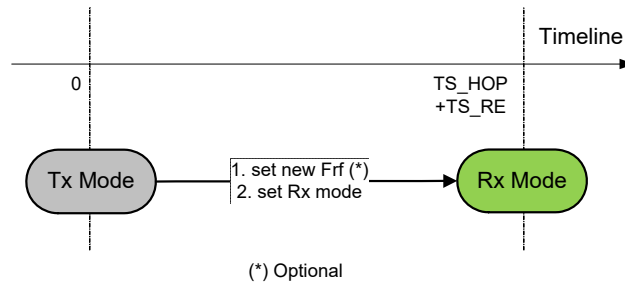 Timeline
0
TS_HOP
+TS_RE
Tx Mode
1. set new Frf (*)
2. set Rx mode
Rx Mode
(*) Optional